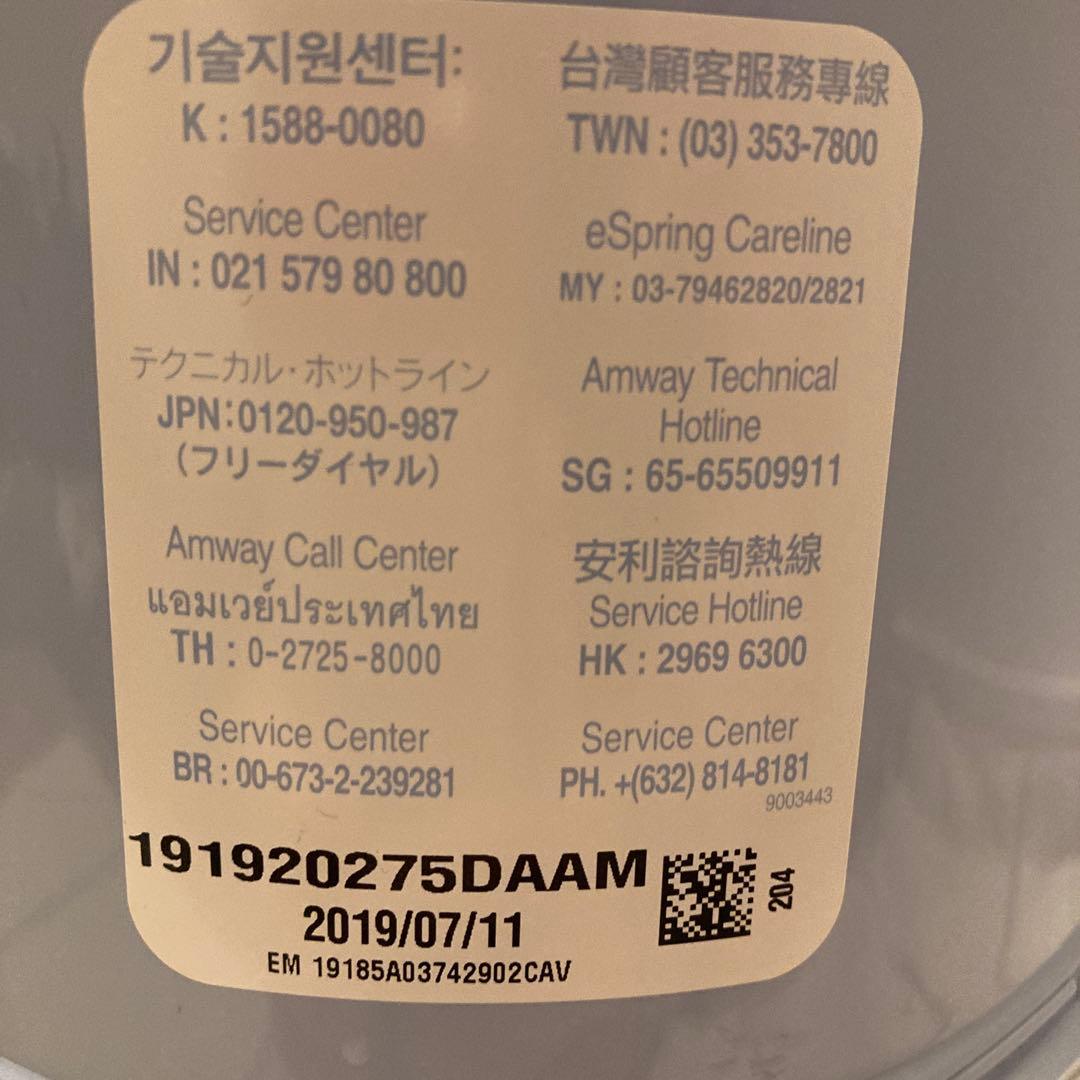 기술지원센터:
K : 1588-0080
Service Center
IN : 021 579 80 800
テクニカル・ホットライン
JPN:0120-950-987
(フリーダイヤル)
Amway Call Center
แอมเวย์ประเทศไทย
TH : 0-2725-8000
Service Center
BR : 00-673-2-239281
台灣顧客服務專線
TWN : (03) 353-7800
eSpring Careline
MY : 03-79462820/2821
Amway Technical
Hotline
SG : 65-65509911
安利諮詢熱線
Service Hotline
HK : 2969 6300
Service Center
PH. +(632) 814-8181
9003443
191920275DAAM
204
2019/07/11
EM 19185A03742902CAV